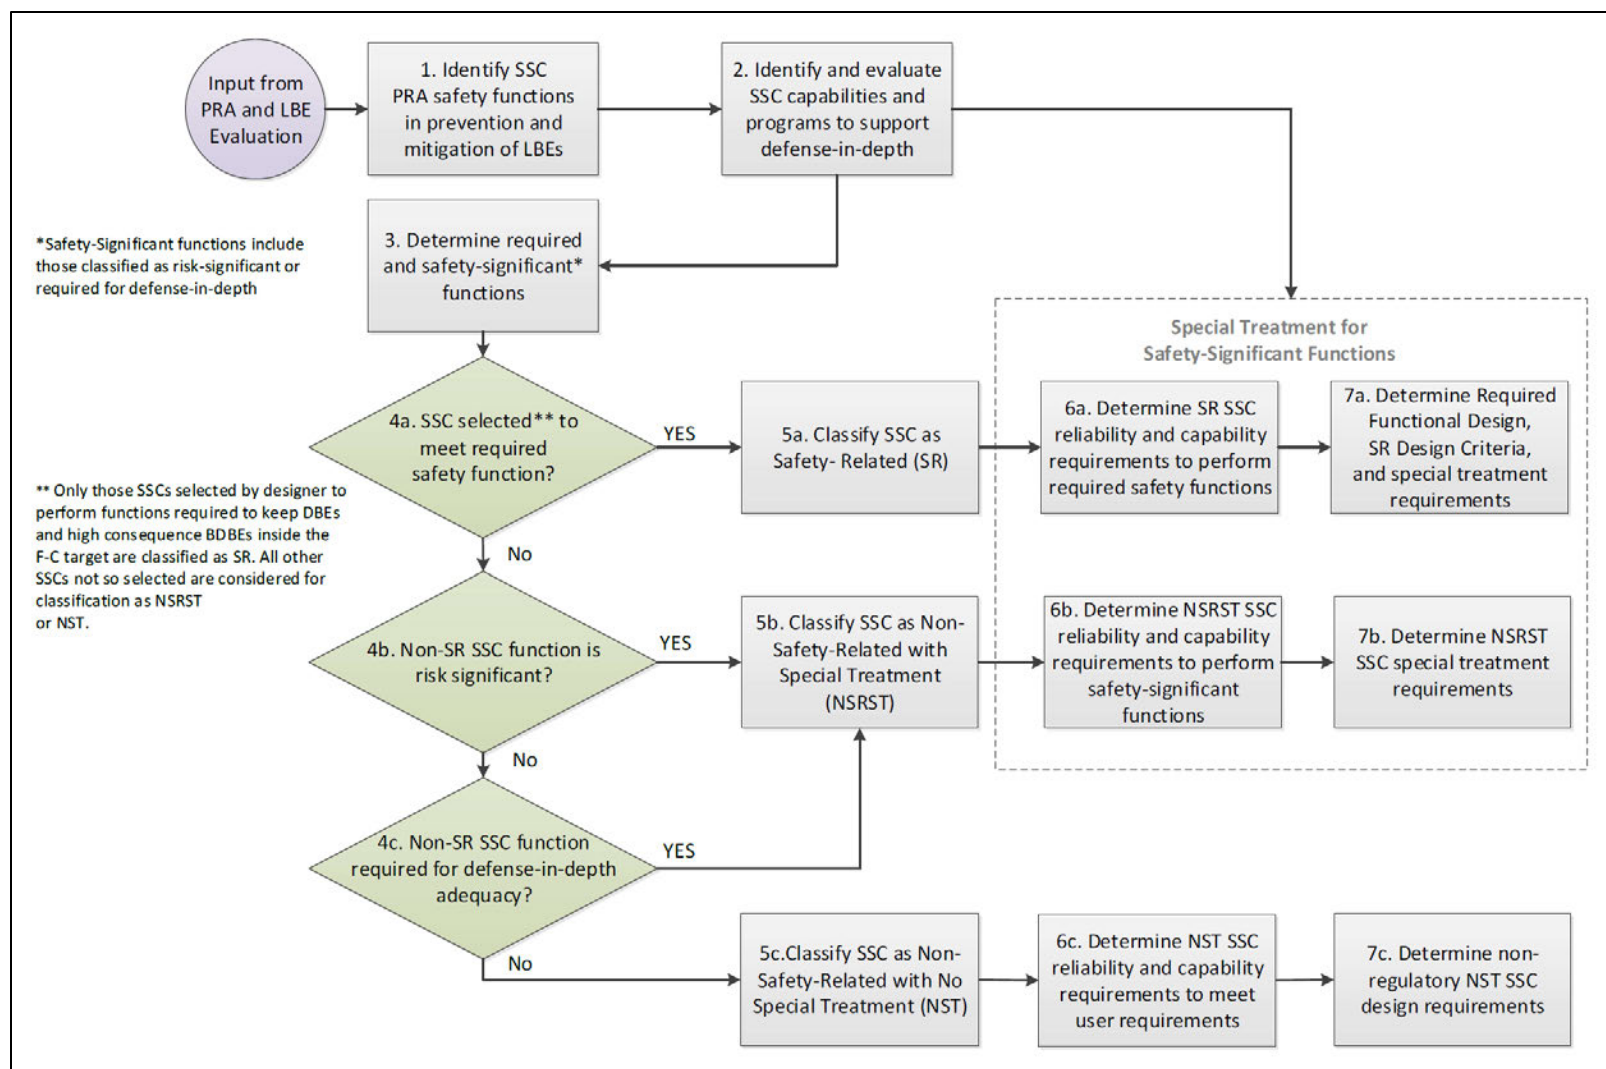 Input from
PRA and LBE
Evaluation
1. Identify SSC
PRA safety functions
in prevention and
mitigation of LBEs
2. Identify and evaluate
SSC capabilities and
programs to support
defense-in-depth
*Safety-Significant functions include
those classified as risk-significant or
required for defense-in-depth
3. Determine required
and safety-significant*
functions
Special Treatment for
Safety-Significant Functions
4a. SSC selected** to
meet required
safety function?
YES
5a. Classify SSC as
Safety- Related (SR)
6a. Determine SR SSC
reliability and capability
requirements to perform
required safety functions
7a. Determine Required
Functional Design,
SR Design Criteria,
and special treatment
requirements
** Only those SSCs selected by designer to
perform functions required to keep DBEs
and high consequence BDBEs inside the
F-C target are classified as SR. All other
SSCs not so selected are considered for
classification as NSRST
or NST.
No
4b. Non-SR SSC function is
risk significant?
YES
5b. Classify SSC as Non-
Safety-Related with
Special Treatment
(NSRST)
6b. Determine NSRST SSC
reliability and capability
requirements to perform
safety-significant
functions
7b. Determine NSRST
SSC special treatment
requirements
No
4c. Non-SR SSC function
required for defense-in-depth
adequacy?
YES
No
5c.Classify SSC as Non-
Safety-Related with No
Special Treatment (NST)
6c. Determine NST SSC
reliability and capability
requirements to meet
user requirements
7c. Determine non-
regulatory NST SSC
design requirements